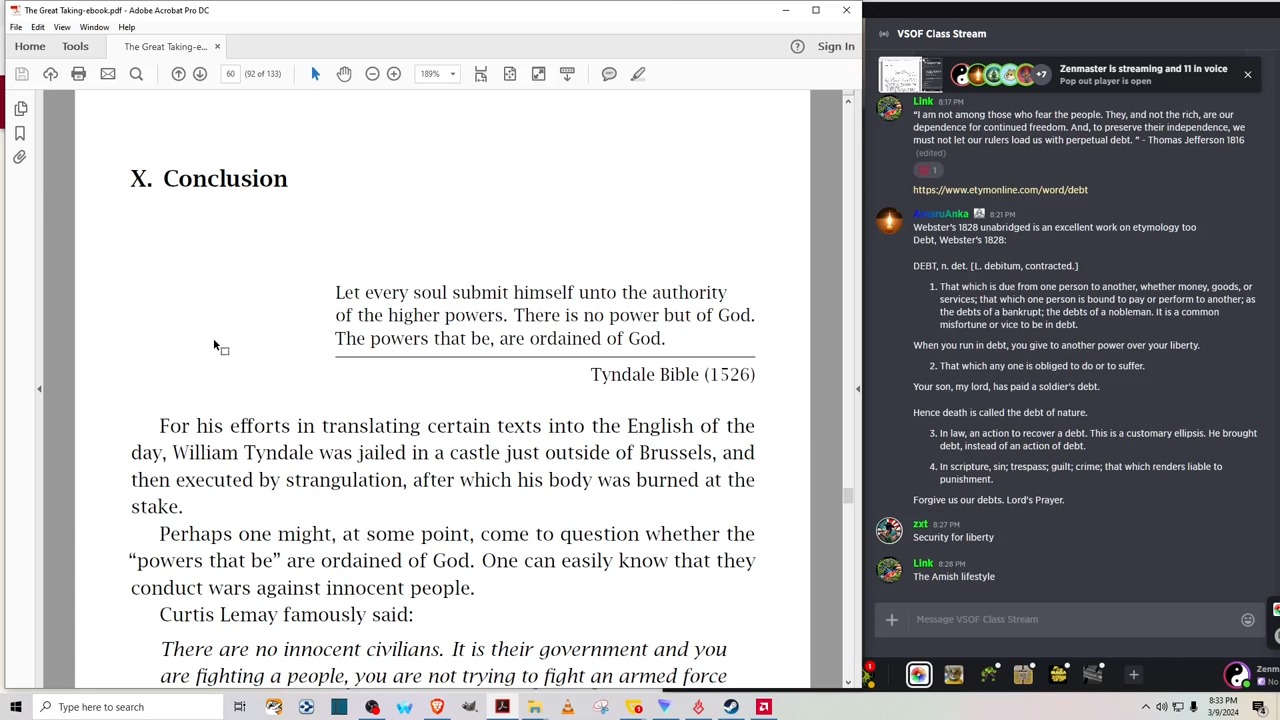 The Great Taking-ebook.pdf - Adobe Acrobat Pro DC
File Edit View Window Help
Home Tools The Great Taking-e... × Sign In
60 (92 of 133) 189%
X. Conclusion
Let every soul submit himself unto the authority
of the higher powers. There is no power but of God.
The powers that be, are ordained of God.
Tyndale Bible (1526)
For his efforts in translating certain texts into the English of the
day, William Tyndale was jailed in a castle just outside of Brussels, and
then executed by strangulation, after which his body was burned at the
stake.
Perhaps one might, at some point, come to question whether the
“powers that be” are ordained of God. One can easily know that they
conduct wars against innocent people.
Curtis Lemay famously said:
There are no innocent civilians. It is their government and you
are fighting a people, you are not trying to fight an armed force
VSOF Class Stream
+7
Zenmaster is streaming and 11 in voice
Pop out player is open
Link 8:17 PM
“I am not among those who fear the people. They, and not the rich, are our
dependence for continued freedom. And, to preserve their independence, we
must not let our rulers load us with perpetual debt. ” - Thomas Jefferson 1816
(edited)
1
https://www.etymonline.com/word/debt
8:21 PM
Webster's 1828 unabridged is an excellent work on etymology too
Debt, Webster's 1828:
DEBT, n. det. [L. debitum, contracted.]
1. That which is due from one person to another, whether money, goods, or
services; that which one person is bound to pay or perform to another; as
the debts of a bankrupt; the debts of a nobleman. It is a common
misfortune or vice to be in debt.
When you run in debt, you give to another power over your liberty.
2. That which any one is obliged to do or to suffer.
Your son, my lord, has paid a soldier's debt.
Hence death is called the debt of nature.
3. In law, an action to recover a debt. This is a customary ellipsis. He brought
debt, instead of an action of debt.
4. In scripture, sin; trespass; guilt; crime; that which renders liable to
punishment.
Forgive us our debts. Lord's Prayer.
zxt 8:27 PM
Security for liberty
Link 8:28 PM
The Amish lifestyle
Message VSOF Class Stream
1
Zenm
No
Type here to search
8:33 PM
3/9/2024
4